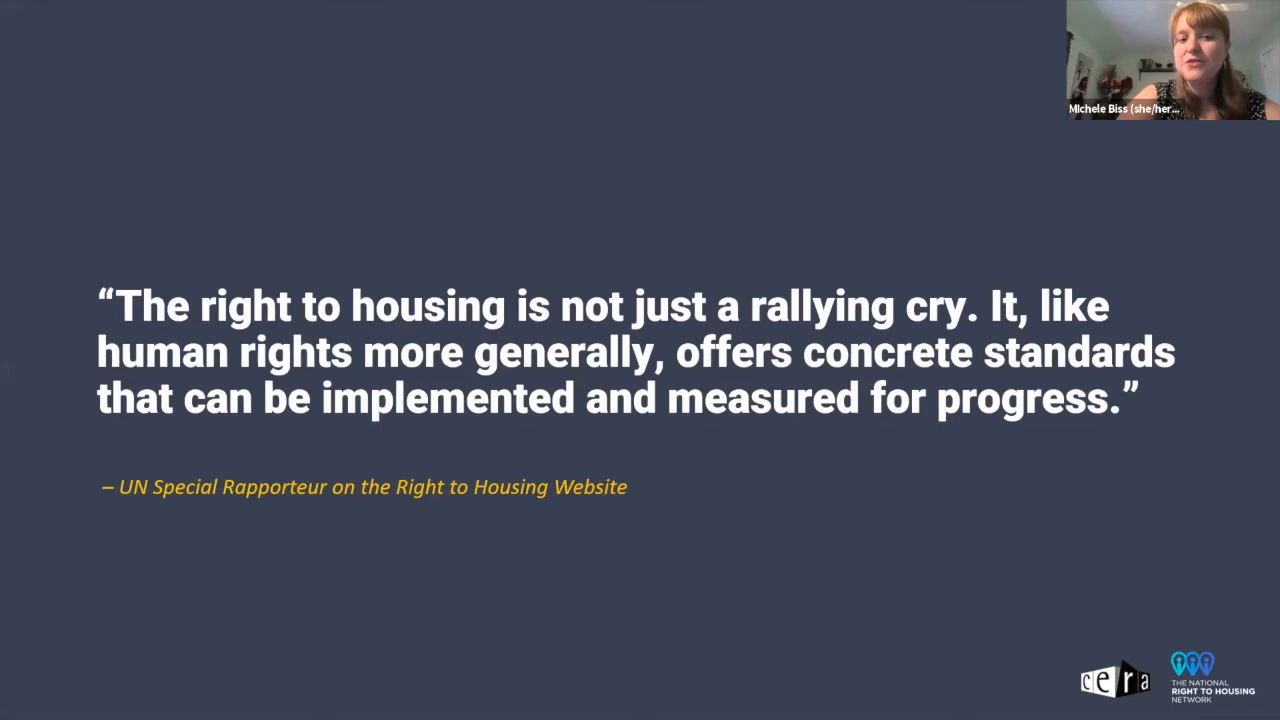 Michele Biss (she/her...
“The right to housing is not just a rallying cry. It, like
human rights more generally, offers concrete standards
that can be implemented and measured for progress.”
– UN Special Rapporteur on the Right to Housing Website
cera
THE NATIONAL
RIGHT TO HOUSING
NETWORK